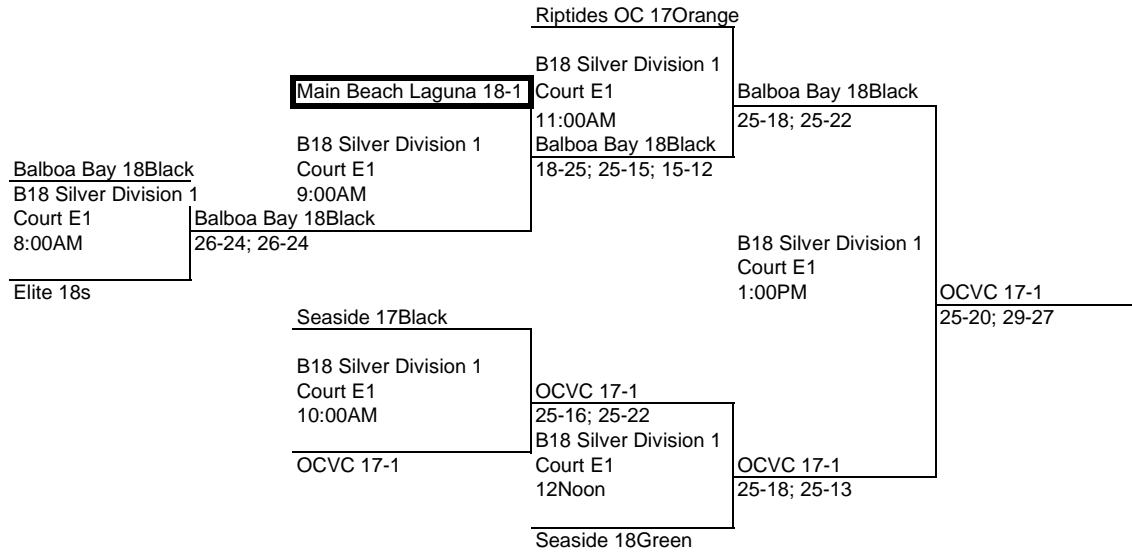 Riptides OC 17Orange
B18 Silver Division 1
Main Beach Laguna 18-1
Court E1
Balboa Bay 18Black
11:00AM
25-18; 25-22
B18 Silver Division 1
Balboa Bay 18Black
Balboa Bay 18Black
Court E1
18-25; 25-15; 15-12
B18 Silver Division 1
9:00AM
Court E1
Balboa Bay 18Black
8:00AM
26-24; 26-24
B18 Silver Division 1
Court E1
Elite 18s
1:00PM
OCVC 17-1
Seaside 17Black
25-20; 29-27
B18 Silver Division 1
Court E1
OCVC 17-1
10:00AM
25-16; 25-22
B18 Silver Division 1
OCVC 17-1
Court E1
OCVC 17-1
12Noon
25-18; 25-13
Seaside 18Green